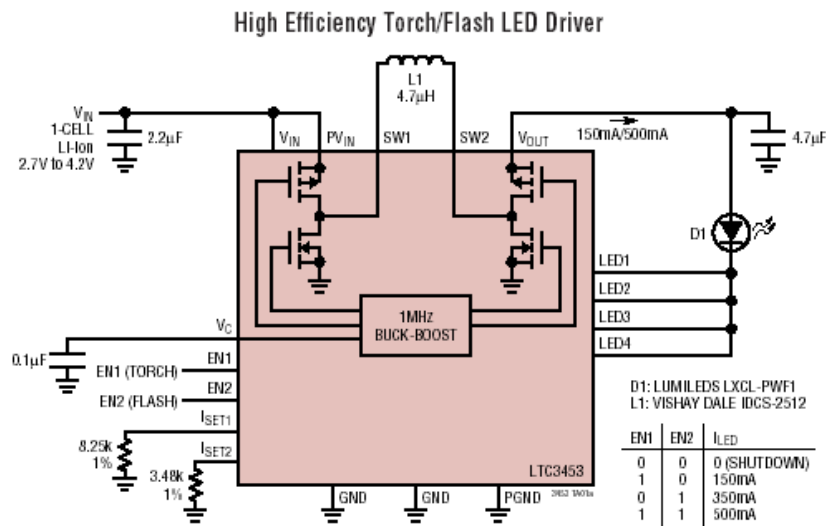 High Efficiency Torch/Flash LED Driver
L1
4.7µH
VIN
1-CELL
LI-Ion
2.7V to 4.2V
2.2µF
VIN
PVIN
SW1
SW2
VOUT
150mA/500mA
4.7µF
D1
LED1
LED2
LED3
LED4
1MHz
BUCK-BOOST
VC
0.1µF
EN1
EN1 (TORCH)
EN2
EN2 (FLASH)
ISET1
8.25k
1%
ISET2
3.48k
1%
LTC3453
GND
GND
PGND
3453 TA01a
D1: LUMILEDS LXCL-PWF1
L1: VISHAY DALE IDCS-2512
EN1 EN2 ILED
0 0 0 (SHUTDOWN)
1 0 150mA
0 1 350mA
1 1 500mA